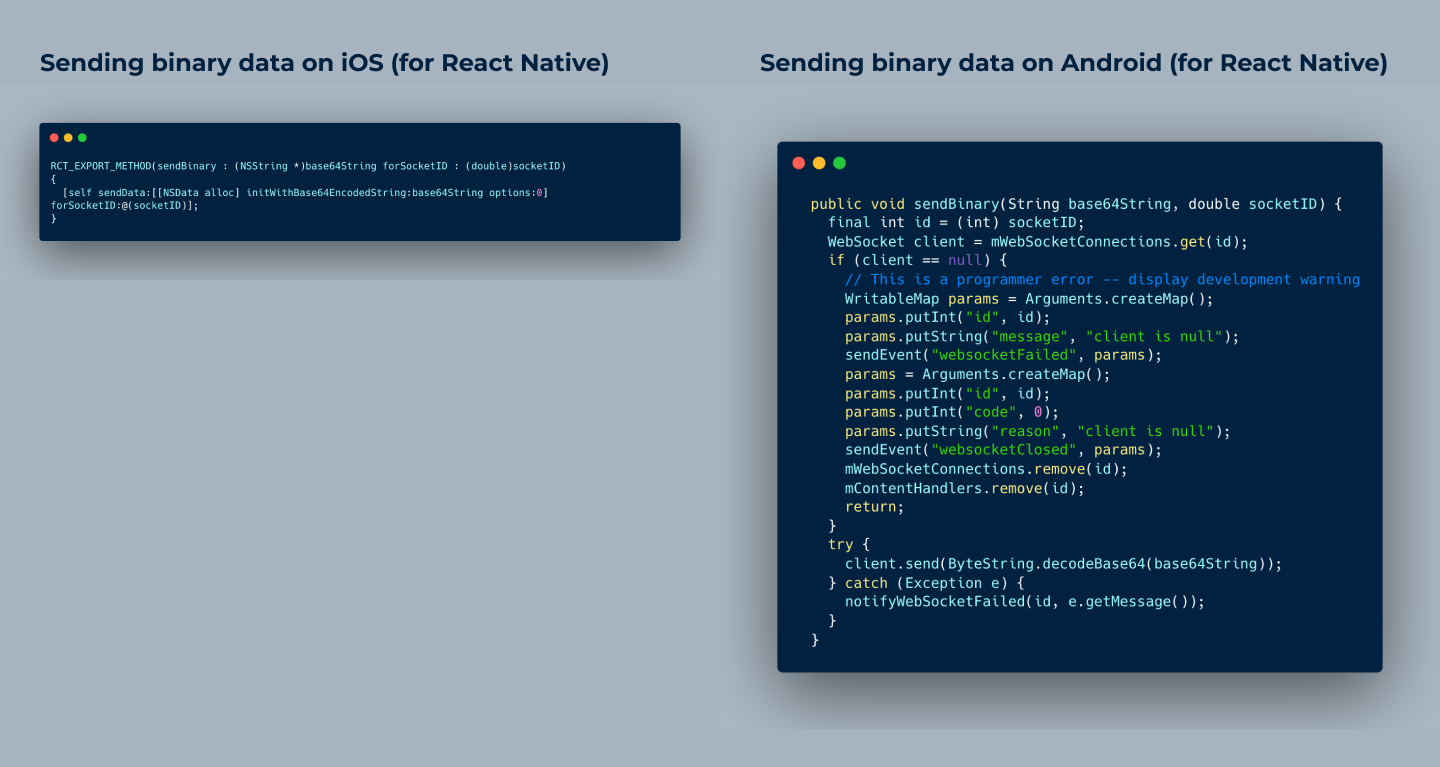 Sending binary data on iOS (for React Native)
RCT_EXPORT_METHOD(sendBinary : (NSString *)base64String forSocketID : (double)socketID)
{
  [self sendData:[[NSData alloc] initWithBase64EncodedString:base64String options:0]
forSocketID:@(socketID)];
}
Sending binary data on Android (for React Native)
public void sendBinary(String base64String, double socketID) {
  final int id = (int) socketID;
  WebSocket client = mWebSocketConnections.get(id);
  if (client == null) {
    // This is a programmer error -- display development warning
    WritableMap params = Arguments.createMap();
    params.putInt("id", id);
    params.putString("message", "client is null");
    sendEvent("websocketFailed", params);
    params = Arguments.createMap();
    params.putInt("id", id);
    params.putInt("code", 0);
    params.putString("reason", "client is null");
    sendEvent("websocketClosed", params);
    mWebSocketConnections.remove(id);
    mContentHandlers.remove(id);
    return;
  }
  try {
    client.send(ByteString.decodeBase64(base64String));
  } catch (Exception e) {
    notifyWebSocketFailed(id, e.getMessage());
  }
}